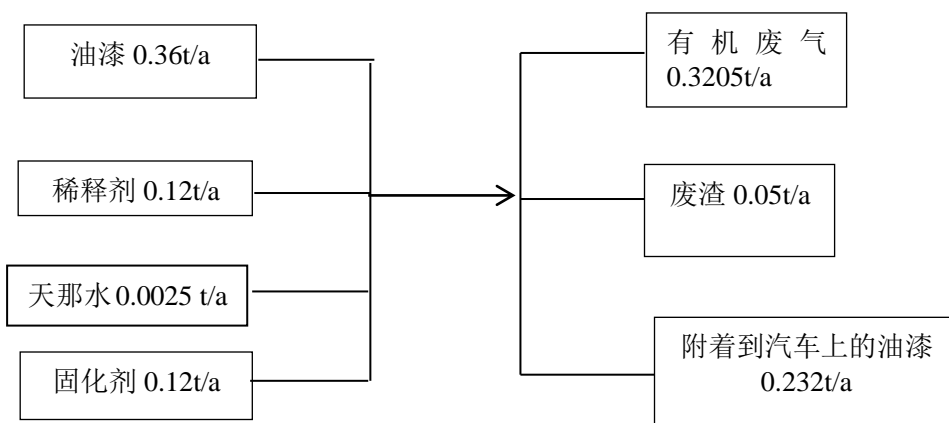 油漆 0.36t/a
稀释剂 0.12t/a
天那水 0.0025 t/a
固化剂 0.12t/a
有机废气
0.3205t/a
废渣 0.05t/a
附着到汽车上的油漆
0.232t/a